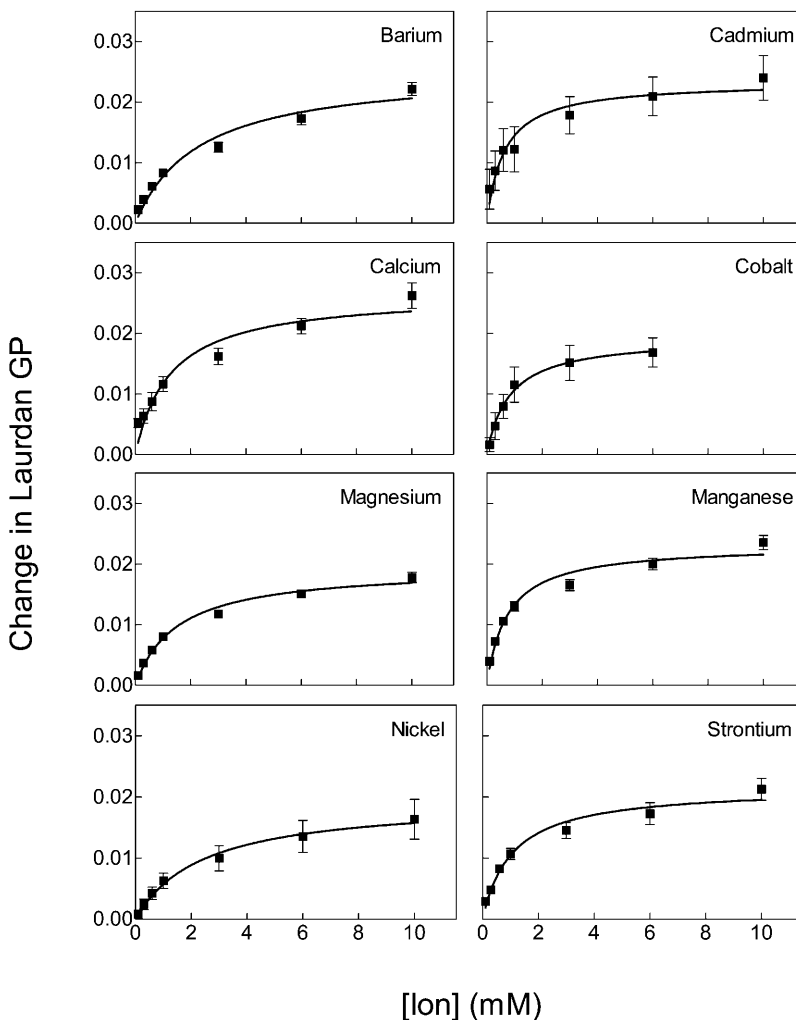 Change in Laurdan GP
0.03
0.02
0.01
0.00
Barium
Cadmium
0.03
0.02
0.01
0.00
Calcium
Cobalt
0.03
0.02
0.01
0.00
Magnesium
Manganese
0.03
0.02
0.01
0.00
Nickel
Strontium
0 2 4 6 8 10
0 2 4 6 8 10
[Ion] (mM)